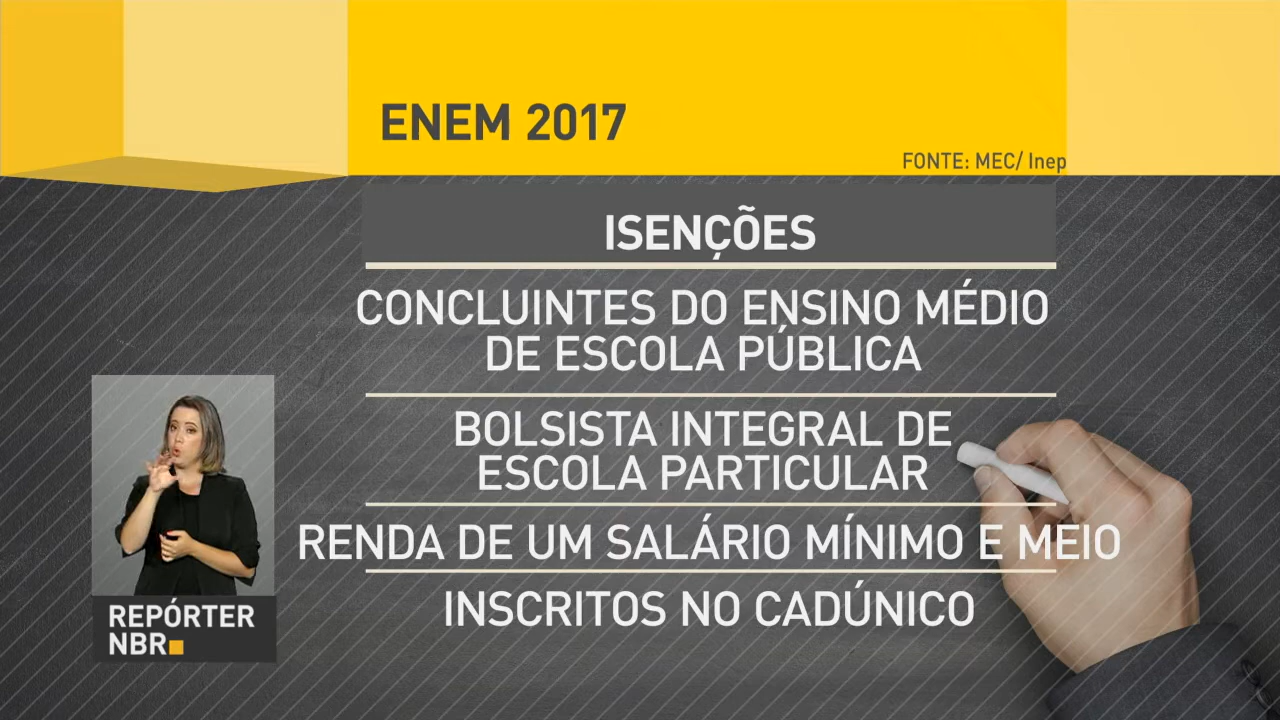 ENEM 2017
FONTE: MEC/ Inep
ISENÇÕES
CONCLUINTES DO ENSINO MÉDIO
DE ESCOLA PÚBLICA
BOLSISTA INTEGRAL DE
ESCOLA PARTICULAR
RENDA DE UM SALÁRIO MÍNIMO E MEIO
INSCRITOS NO CADÚNICO
REPÓRTER
NBR